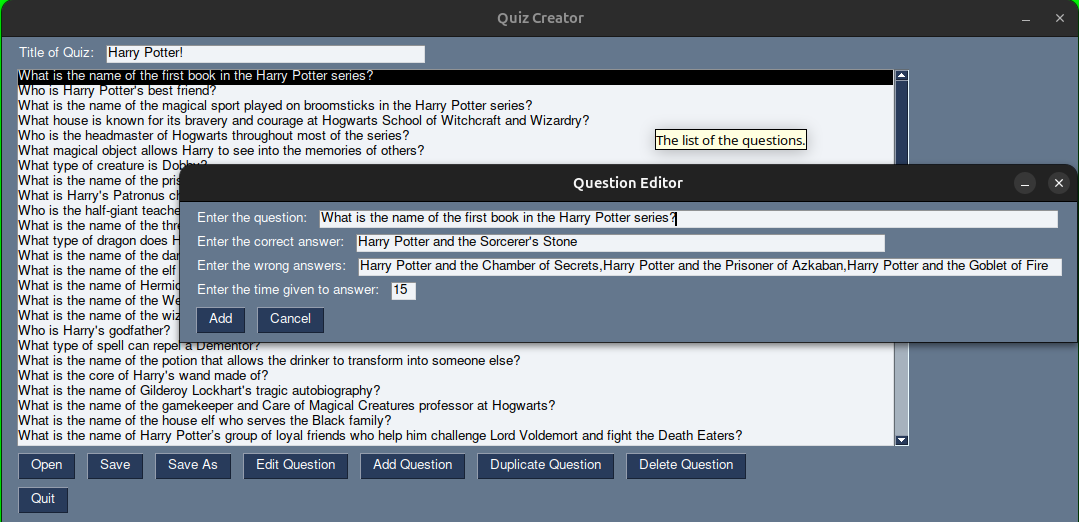 Quiz Creator
Title of Quiz: Harry Potter!
What is the name of the first book in the Harry Potter series?
Who is Harry Potter's best friend?
What is the name of the magical sport played on broomsticks in the Harry Potter series?
What house is known for its bravery and courage at Hogwarts School of Witchcraft and Wizardry?
Who is the headmaster of Hogwarts throughout most of the series?
The list of the questions.
What magical object allows Harry to see into the memories of others?
What type of creature is Dobby?
What is the name of the pris
What is Harry's Patronus ch
Who is the half-giant teache
What is the name of the thre
What type of dragon does H
What is the name of the dar
What is the name of the elf
What is the name of Hermic
What is the name of the We
What is the name of the wiz
Who is Harry's godfather?
What type of spell can repel a Dementor?
Question Editor
Enter the question: What is the name of the first book in the Harry Potter series?
Enter the correct answer: Harry Potter and the Sorcerer's Stone
Enter the wrong answers: Harry Potter and the Chamber of Secrets,Harry Potter and the Prisoner of Azkaban,Harry Potter and the Goblet of Fire
Enter the time given to answer: 15
Add Cancel
What is the name of the potion that allows the drinker to transform into someone else?
What is the core of Harry's wand made of?
What is the name of Gilderoy Lockhart's tragic autobiography?
What is the name of the gamekeeper and Care of Magical Creatures professor at Hogwarts?
What is the name of the house elf who serves the Black family?
What is the name of Harry Potter's group of loyal friends who help him challenge Lord Voldemort and fight the Death Eaters?
Open Save Save As Edit Question Add Question Duplicate Question Delete Question
Quit